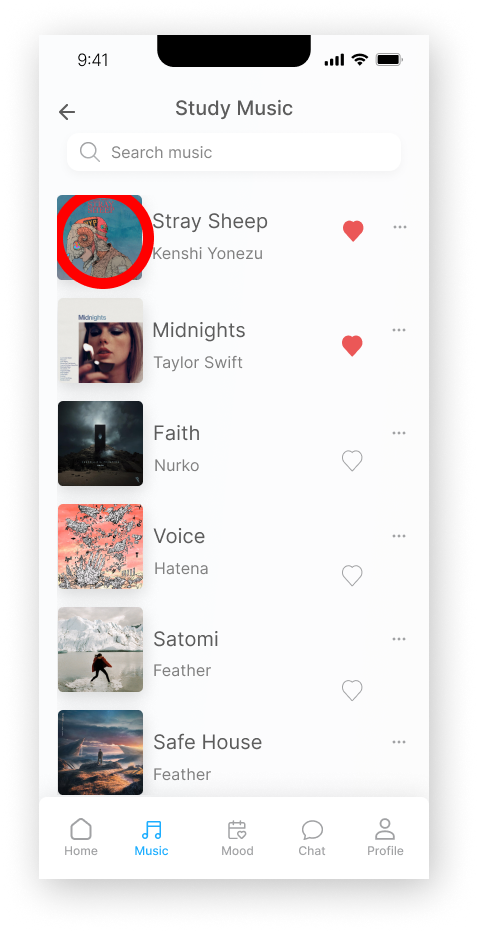 9:41
Study Music
Search music
Stray Sheep
Kenshi Yonezu
Midnights
Midnights
Taylor Swift
Faith
Nurko
Voice
Hatena
Satomi
Feather
Safe House
Feather
Home
Music
Mood
Chat
Profile